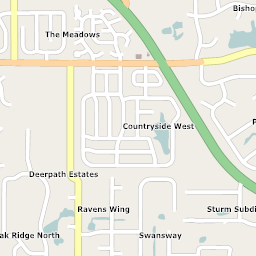 Bishop
The Meadows
Countryside West
F
Deerpath Estates
Ravens Wing
Sturm Subdi
ak Ridge North
Swansway